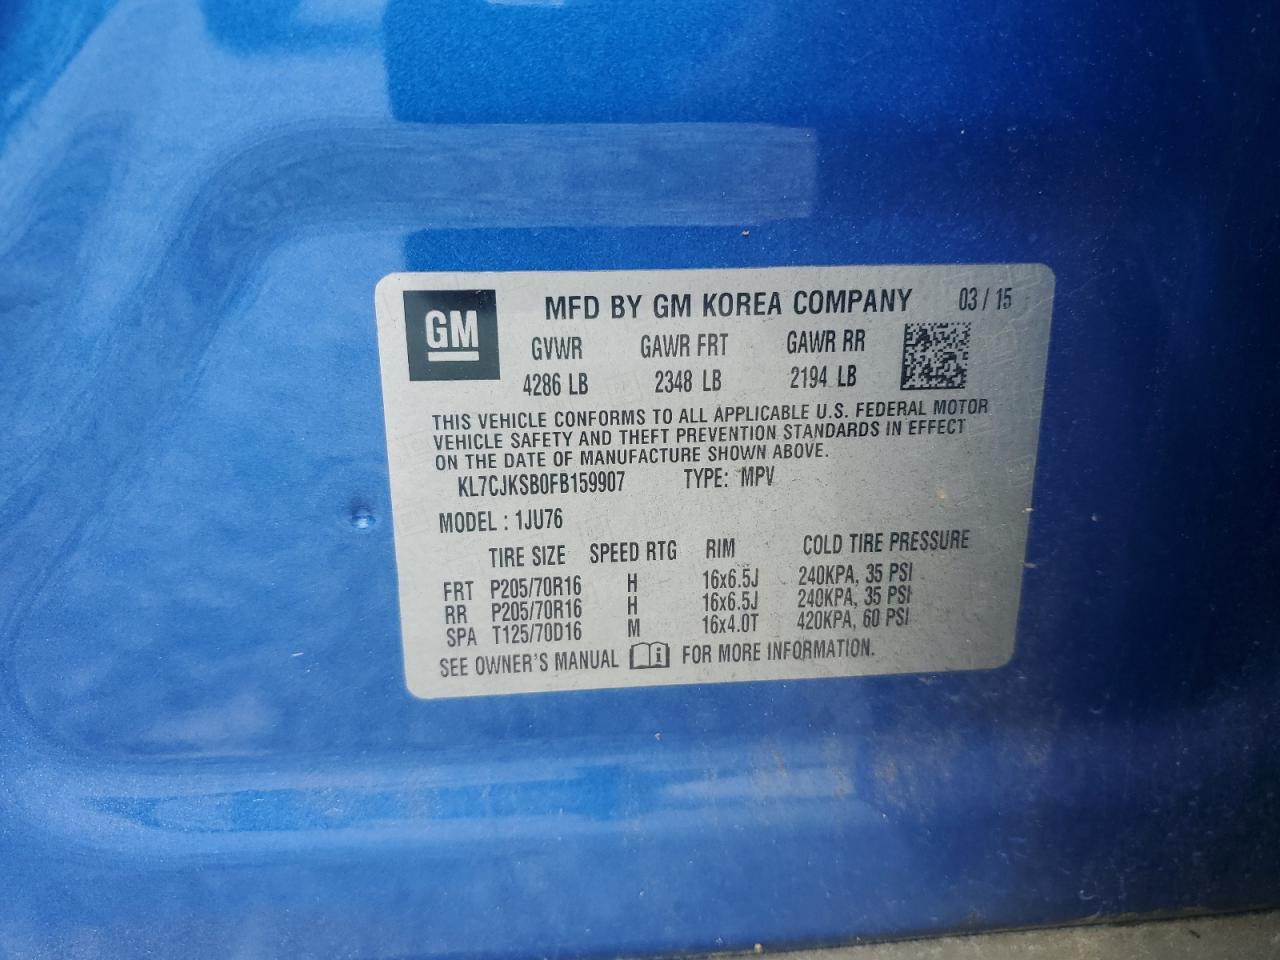 GM
MFD BY GM KOREA COMPANY 03 / 15
GVWR GAWR FRT GAWR RR
4286 LB 2348 LB 2194 LB
THIS VEHICLE CONFORMS TO ALL APPLICABLE U.S. FEDERAL MOTOR
VEHICLE SAFETY AND THEFT PREVENTION STANDARDS IN EFFECT
ON THE DATE OF MANUFACTURE SHOWN ABOVE.
KL7CJKSB0FB159907 TYPE: MPV
MODEL : 1JU76
TIRE SIZE SPEED RTG RIM COLD TIRE PRESSURE
FRT P205/70R16 H 16x6.5J 240KPA, 35 PSI
RR P205/70R16 H 16x6.5J 240KPA, 35 PSI
SPA T125/70D16 M 16x4.0T 420KPA, 60 PSI
SEE OWNER'S MANUAL FOR MORE INFORMATION.